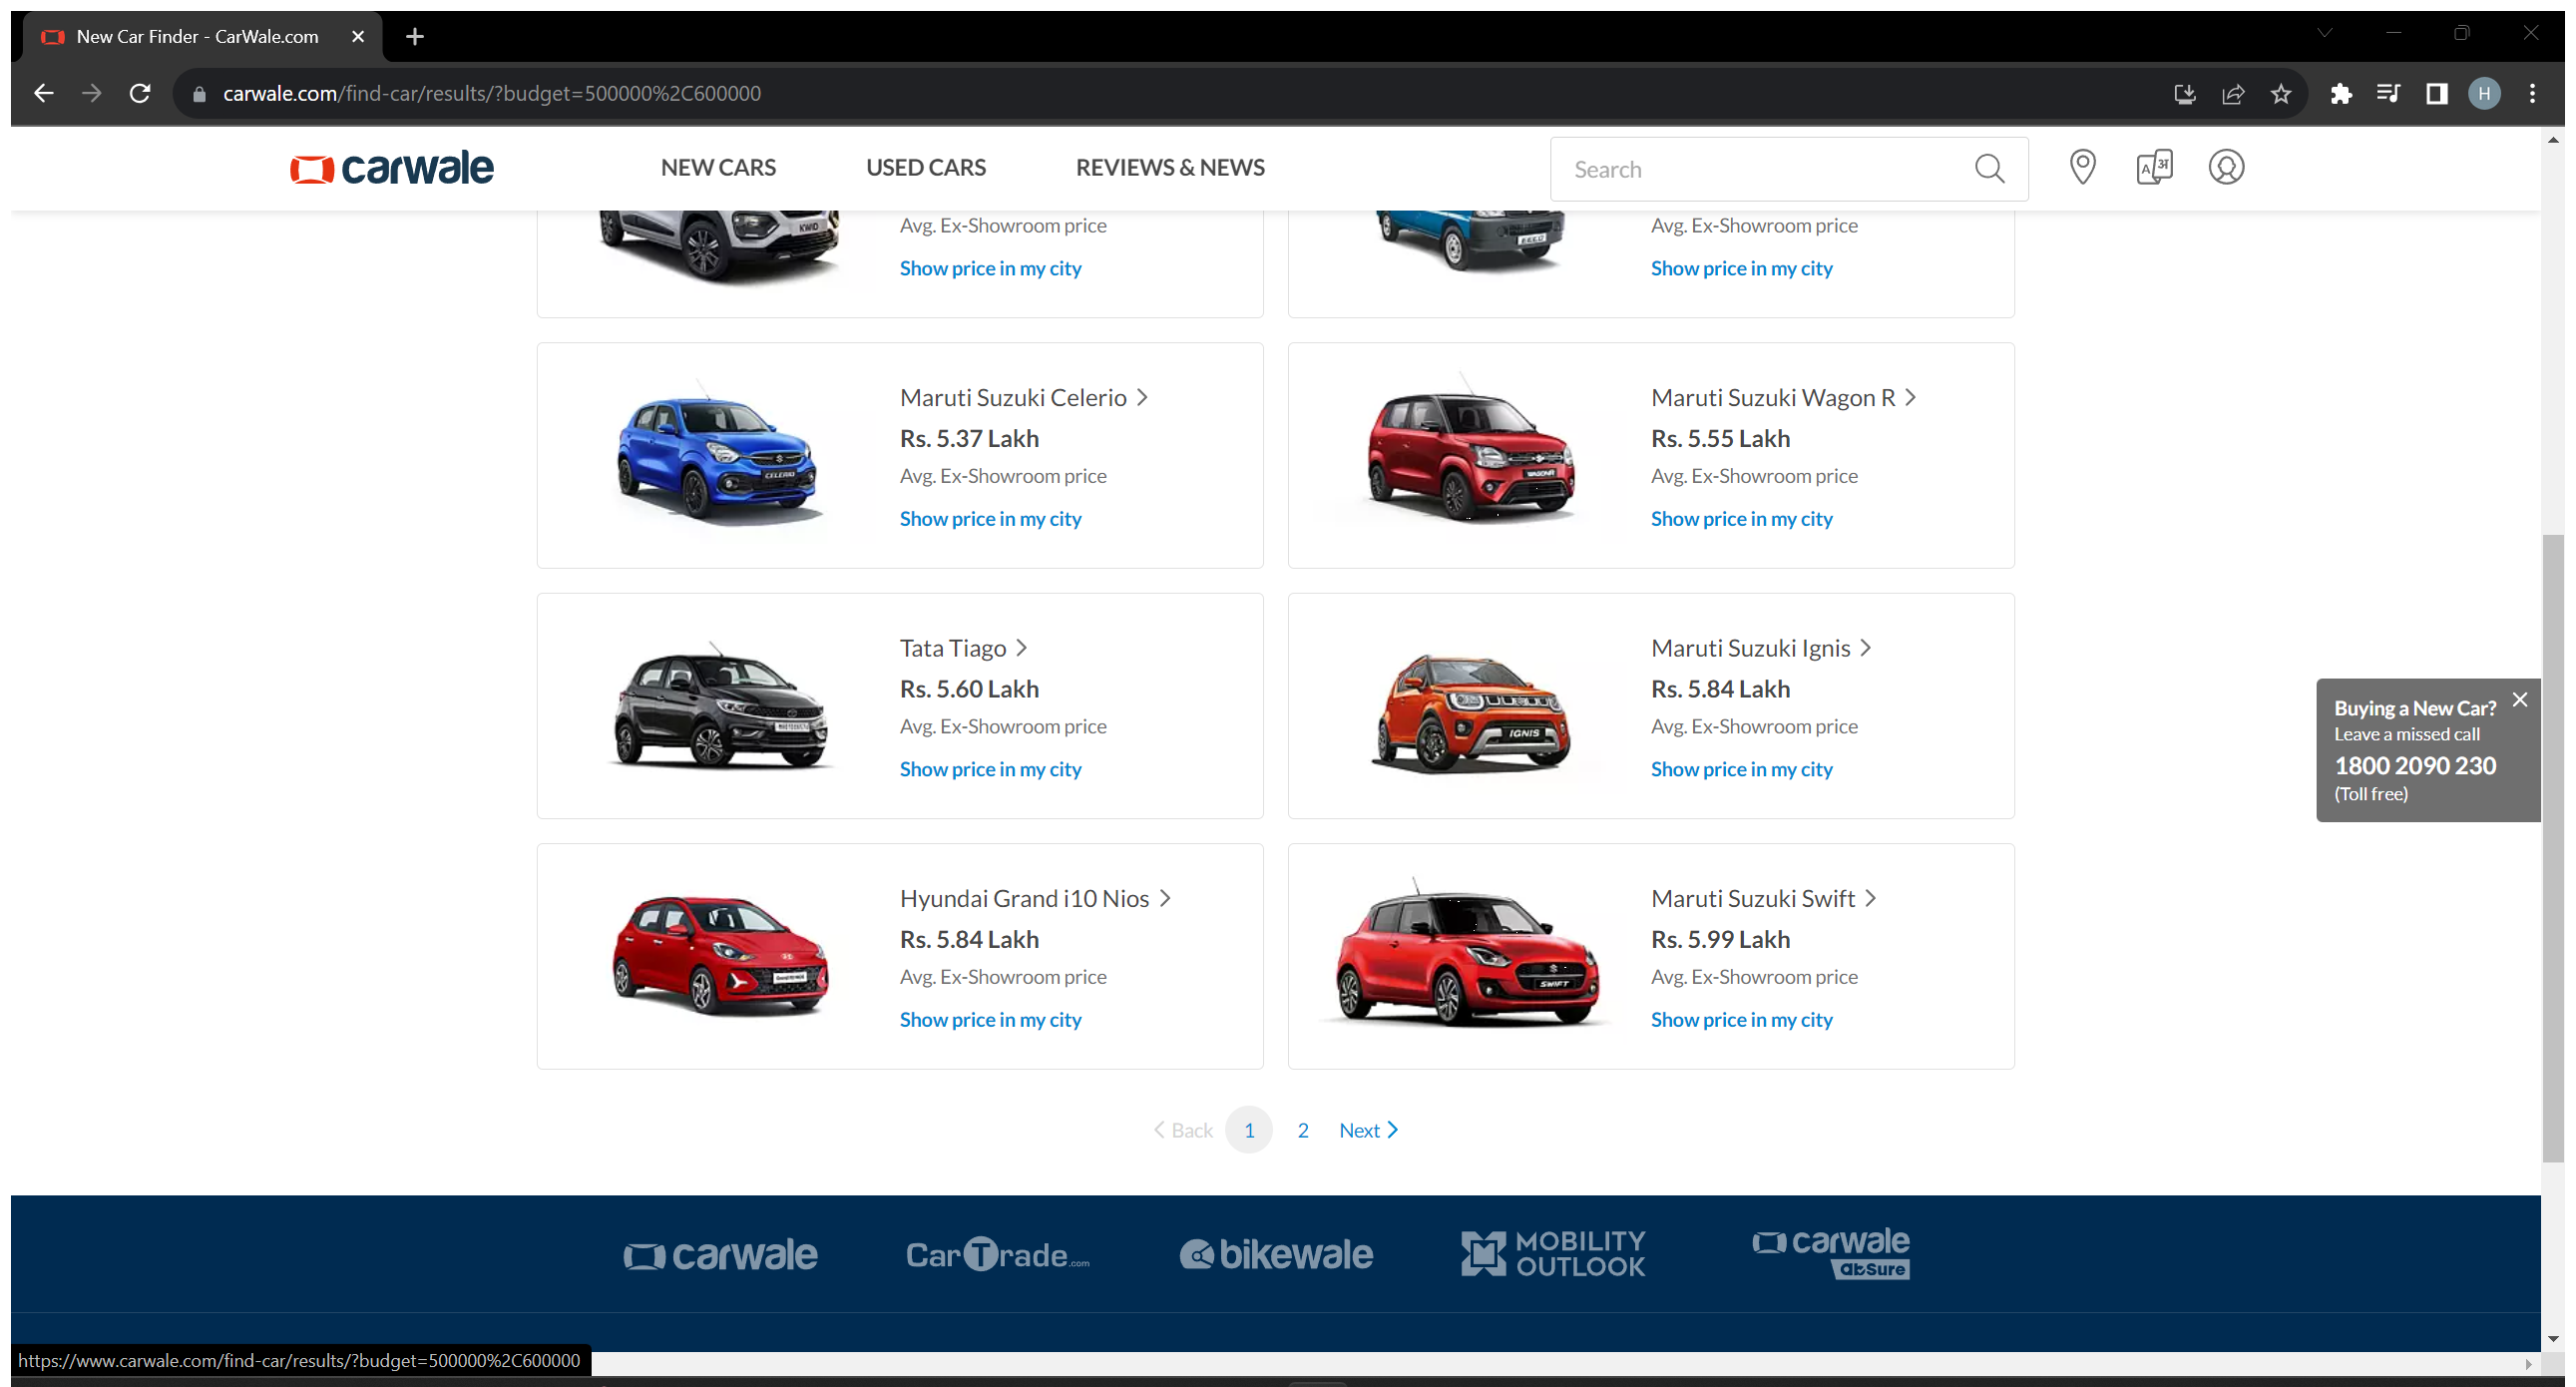 New Car Finder - CarWale.com
carwale.com/find-car/results/?budget=500000%2C600000
H
carwale
NEW CARS
USED CARS
REVIEWS & NEWS
Search
A अ
KWID
Avg. Ex-Showroom price
Show price in my city
EECO
Avg. Ex-Showroom price
Show price in my city
CELERIO
Maruti Suzuki Celerio
Rs. 5.37 Lakh
Avg. Ex-Showroom price
Show price in my city
WAGONR
Maruti Suzuki Wagon R
Rs. 5.55 Lakh
Avg. Ex-Showroom price
Show price in my city
Tata Tiago
Rs. 5.60 Lakh
Avg. Ex-Showroom price
Show price in my city
IGNIS
Maruti Suzuki Ignis
Rs. 5.84 Lakh
Avg. Ex-Showroom price
Show price in my city
Buying a New Car?
Leave a missed call
1800 2090 230
(Toll free)
Hyundai Grand i10 Nios
Rs. 5.84 Lakh
Avg. Ex-Showroom price
Show price in my city
SWIFT
Maruti Suzuki Swift
Rs. 5.99 Lakh
Avg. Ex-Showroom price
Show price in my city
Back 1 2 Next
carwale
CarTrade.com
bikewale
MOBILITY
OUTLOOK
carwale
abSure
https://www.carwale.com/find-car/results/?budget=500000%2C600000